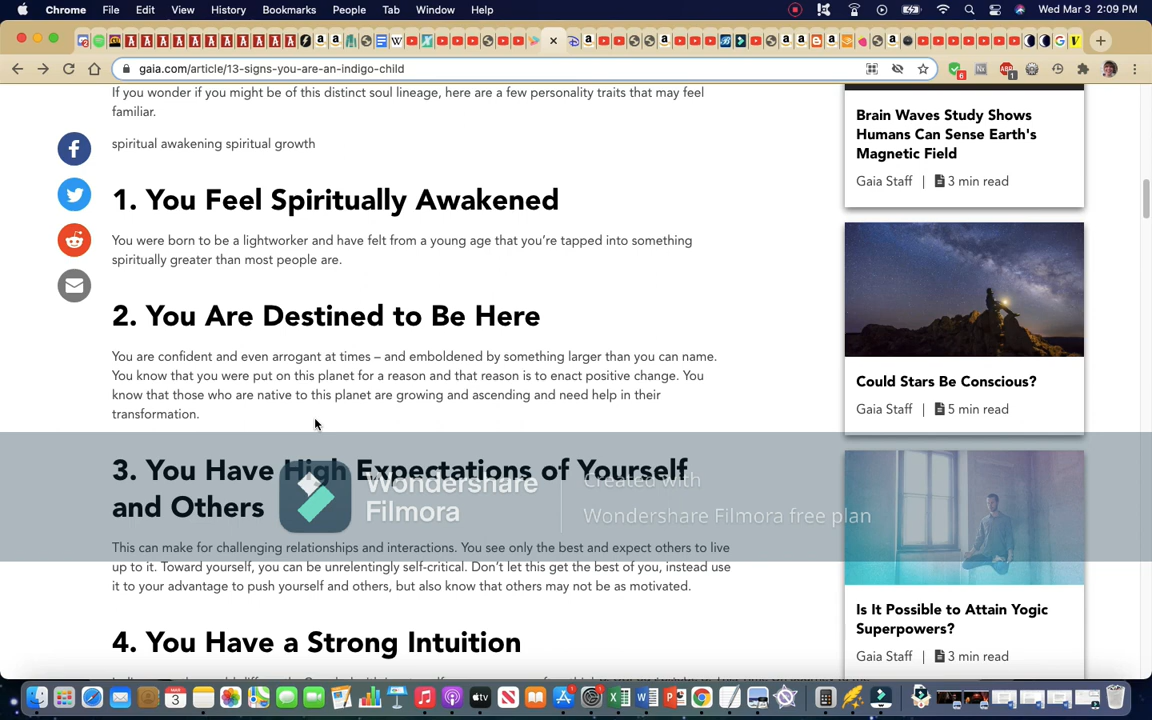 Chrome File Edit View History Bookmarks People Tab Window Help Wed Mar 3 2:09 PM
gaia.com/article/13-signs-you-are-an-indigo-child
If you wonder if you might be of this distinct soul lineage, here are a few personality traits that may feel
familiar.
spiritual awakening spiritual growth
1. You Feel Spiritually Awakened
You were born to be a lightworker and have felt from a young age that you're tapped into something
spiritually greater than most people are.
2. You Are Destined to Be Here
You are confident and even arrogant at times – and emboldened by something larger than you can name.
You know that you were put on this planet for a reason and that reason is to enact positive change. You
know that those who are native to this planet are growing and ascending and need help in their
transformation.
3. You Have High Expectations of Yourself
and Others
This can make for challenging relationships and interactions. You see only the best and expect others to live
up to it. Toward yourself, you can be unrelentingly self-critical. Don't let this get the best of you, instead use
it to your advantage to push yourself and others, but also know that others may not be as motivated.
4. You Have a Strong Intuition
Brain Waves Study Shows
Humans Can Sense Earth's
Magnetic Field
Gaia Staff | 3 min read
Could Stars Be Conscious?
Gaia Staff | 5 min read
Is It Possible to Attain Yogic
Superpowers?
Gaia Staff | 3 min read
Wondershare
Filmora
Created with
Wondershare Filmora free plan